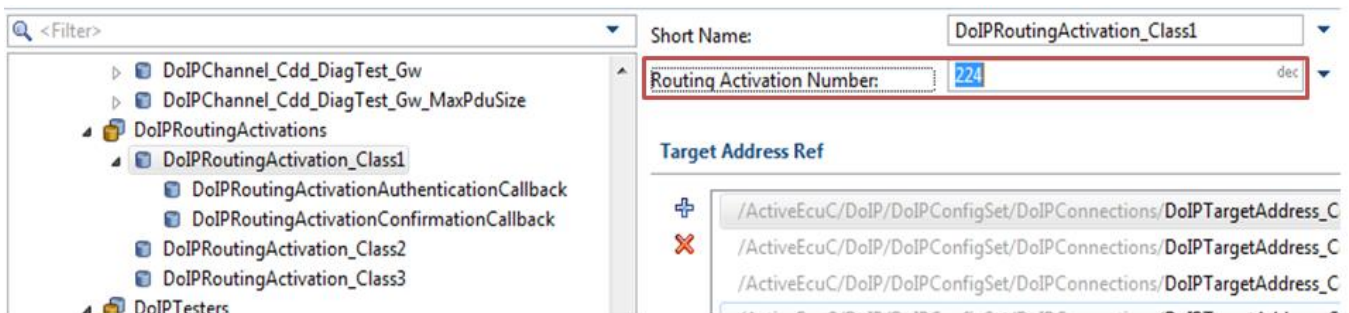 <Filter>
DoIPChannel_Cdd_DiagTest_Gw
DoIPChannel_Cdd_DiagTest_Gw_MaxPduSize
DoIPRoutingActivations
DoIPRoutingActivation_Class1
DoIPRoutingActivationAuthenticationCallback
DoIPRoutingActivationConfirmationCallback
DoIPRoutingActivation_Class2
DoIPRoutingActivation_Class3
DoIPTesters
Short Name: DoIPRoutingActivation_Class1
Routing Activation Number: 224 dec
Target Address Ref
/ActiveEcuC/DoIP/DoIPConfigSet/DoIPConnections/DoIPTargetAddress_C
/ActiveEcuC/DoIP/DoIPConfigSet/DoIPConnections/DoIPTargetAddress_C
/ActiveEcuC/DoIP/DoIPConfigSet/DoIPConnections/DoIPTargetAddress_C